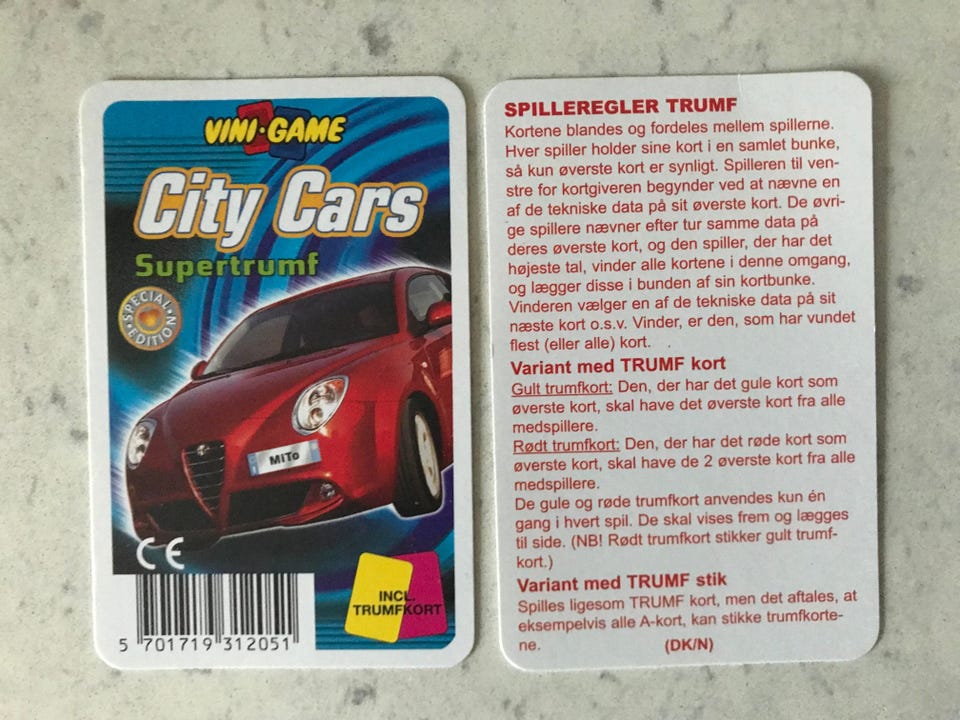 VINI·GAME
City Cars
Supertrumf
SPECIAL EDITION
MiTo
CE
INCL.
TRUMFKORT
5 701719 312051
SPILLEREGLER TRUMF
Kortene blandes og fordeles mellem spillerne.
Hver spiller holder sine kort i en samlet bunke,
så kun øverste kort er synligt. Spilleren til ven-
stre for kortgiveren begynder ved at nævne en
af de tekniske data på sit øverste kort. De øvri-
ge spillere nævner efter tur samme data på
deres øverste kort, og den spiller, der har det
højeste tal, vinder alle kortene i denne omgang,
og lægger disse i bunden af sin kortbunke.
Vinderen vælger en af de tekniske data på sit
næste kort o.s.v. Vinder, er den, som har vundet
flest (eller alle) kort.
Variant med TRUMF kort
Gult trumfkort: Den, der har det gule kort som
øverste kort, skal have det øverste kort fra alle
medspillere.
Rødt trumfkort: Den, der har det røde kort som
øverste kort, skal have de 2 øverste kort fra alle
medspillere.
De gule og røde trumfkort anvendes kun én
gang i hvert spil. De skal vises frem og lægges
til side. (NB! Rødt trumfkort stikker gult trumf-
kort.)
Variant med TRUMF stik
Spilles ligesom TRUMF kort, men det aftales, at
eksempelvis alle A-kort, kan stikke trumfkorte-
ne. (DK/N)